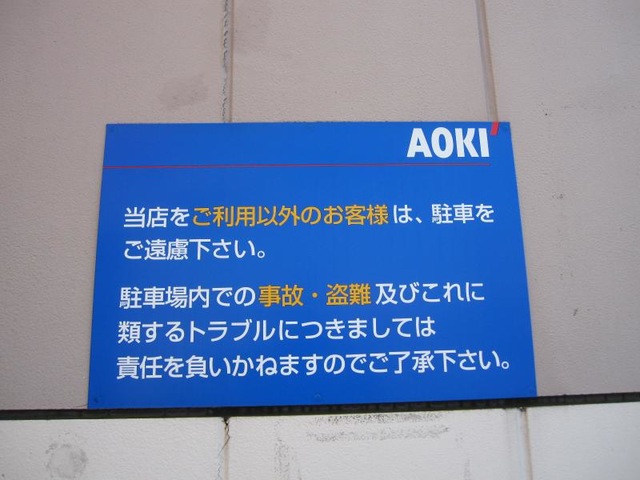 AOKI
当店をご利用以外のお客様は、駐車を
ご遠慮下さい。
駐車場内での事故・盗難及びこれに
類するトラブルにつきましては
責任を負いかねますのでご了承下さい。